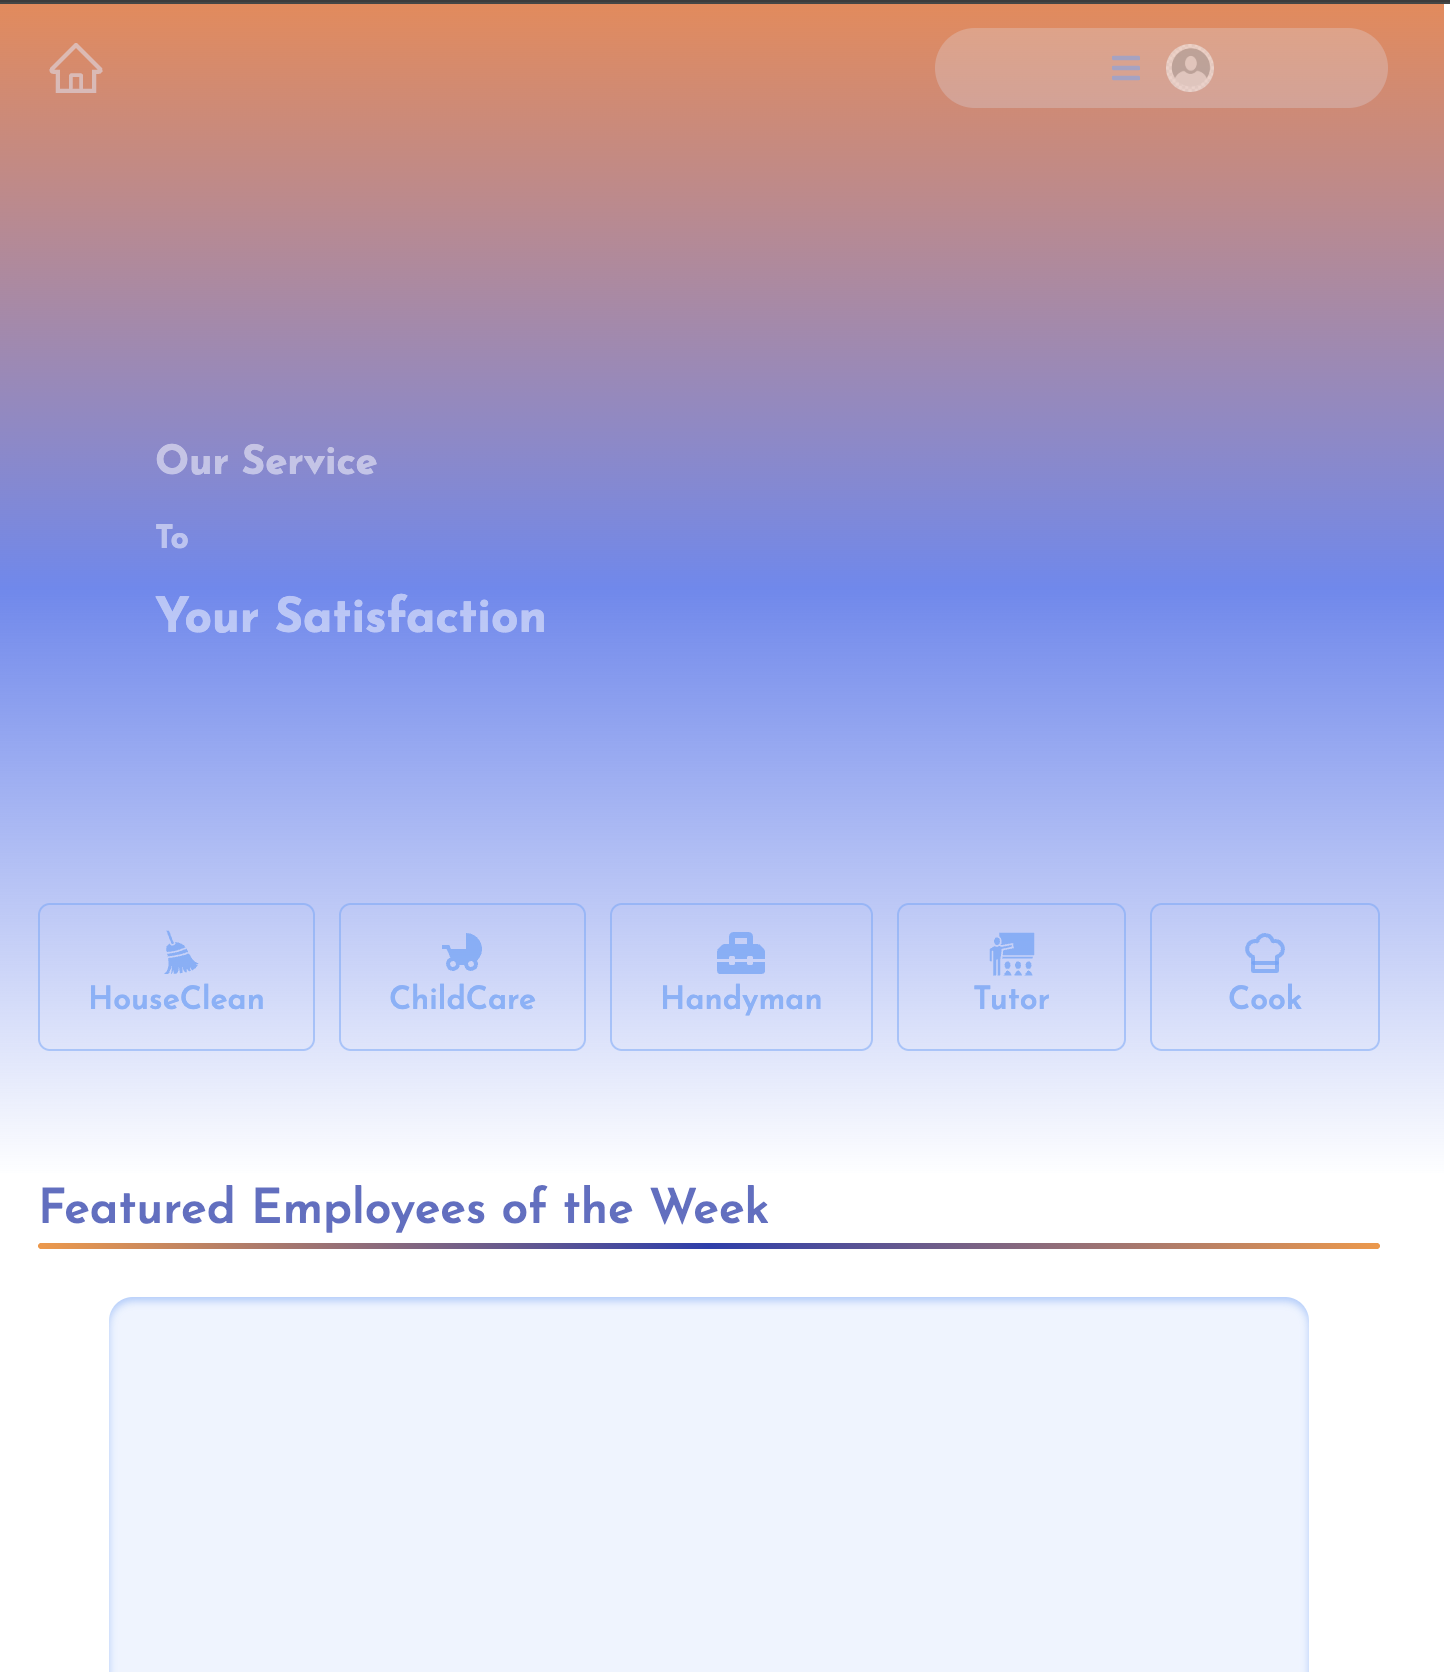 Our Service
To
Your Satisfaction
HouseClean
ChildCare
Handyman
Tutor
Cook
Featured Employees of the Week